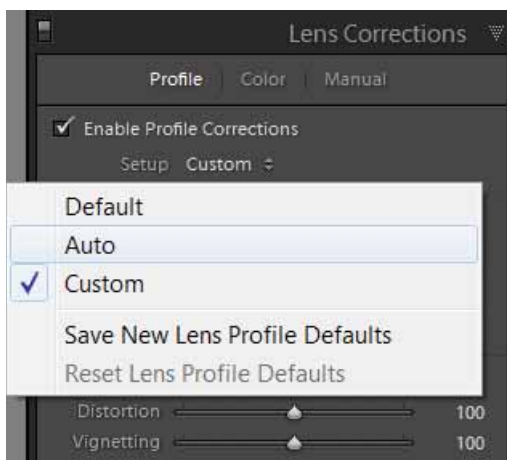 Lens Corrections
Profile Color Manual
Enable Profile Corrections
Setup Custom
Default
Auto
Custom
Save New Lens Profile Defaults
Reset Lens Profile Defaults
Distortion 100
Vignetting 100